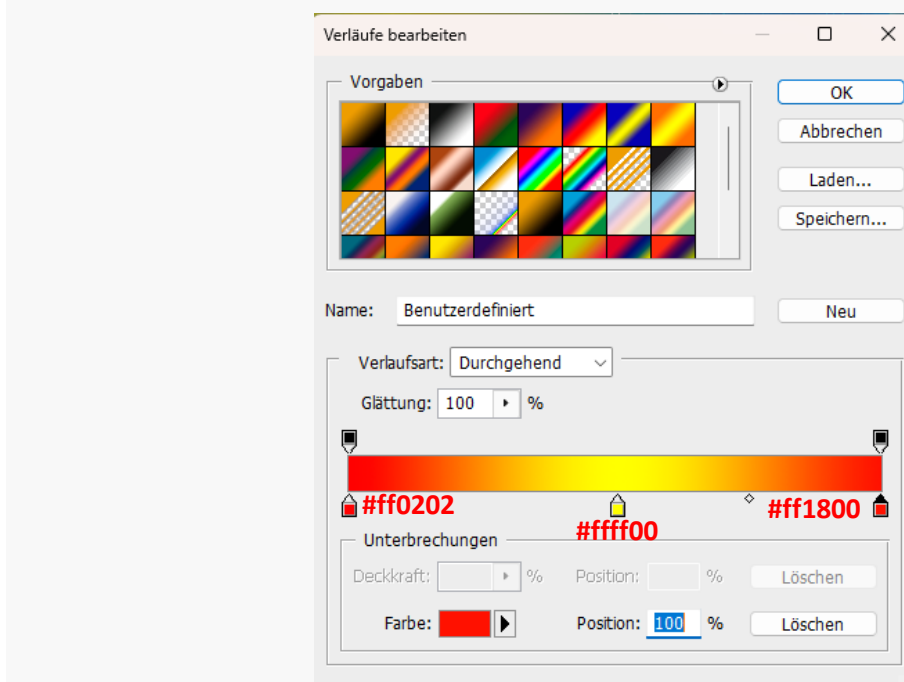 Verläufe bearbeiten
Vorgaben
OK
Abbrechen
Laden...
Speichern...
Name: Benutzerdefiniert
Neu
Verlaufsart: Durchgehend
Glättung: 100 %
#ff0202
#ffff00
#ff1800
Unterbrechungen
Deckkraft: % Position: % Löschen
Farbe: Position: 100 % Löschen